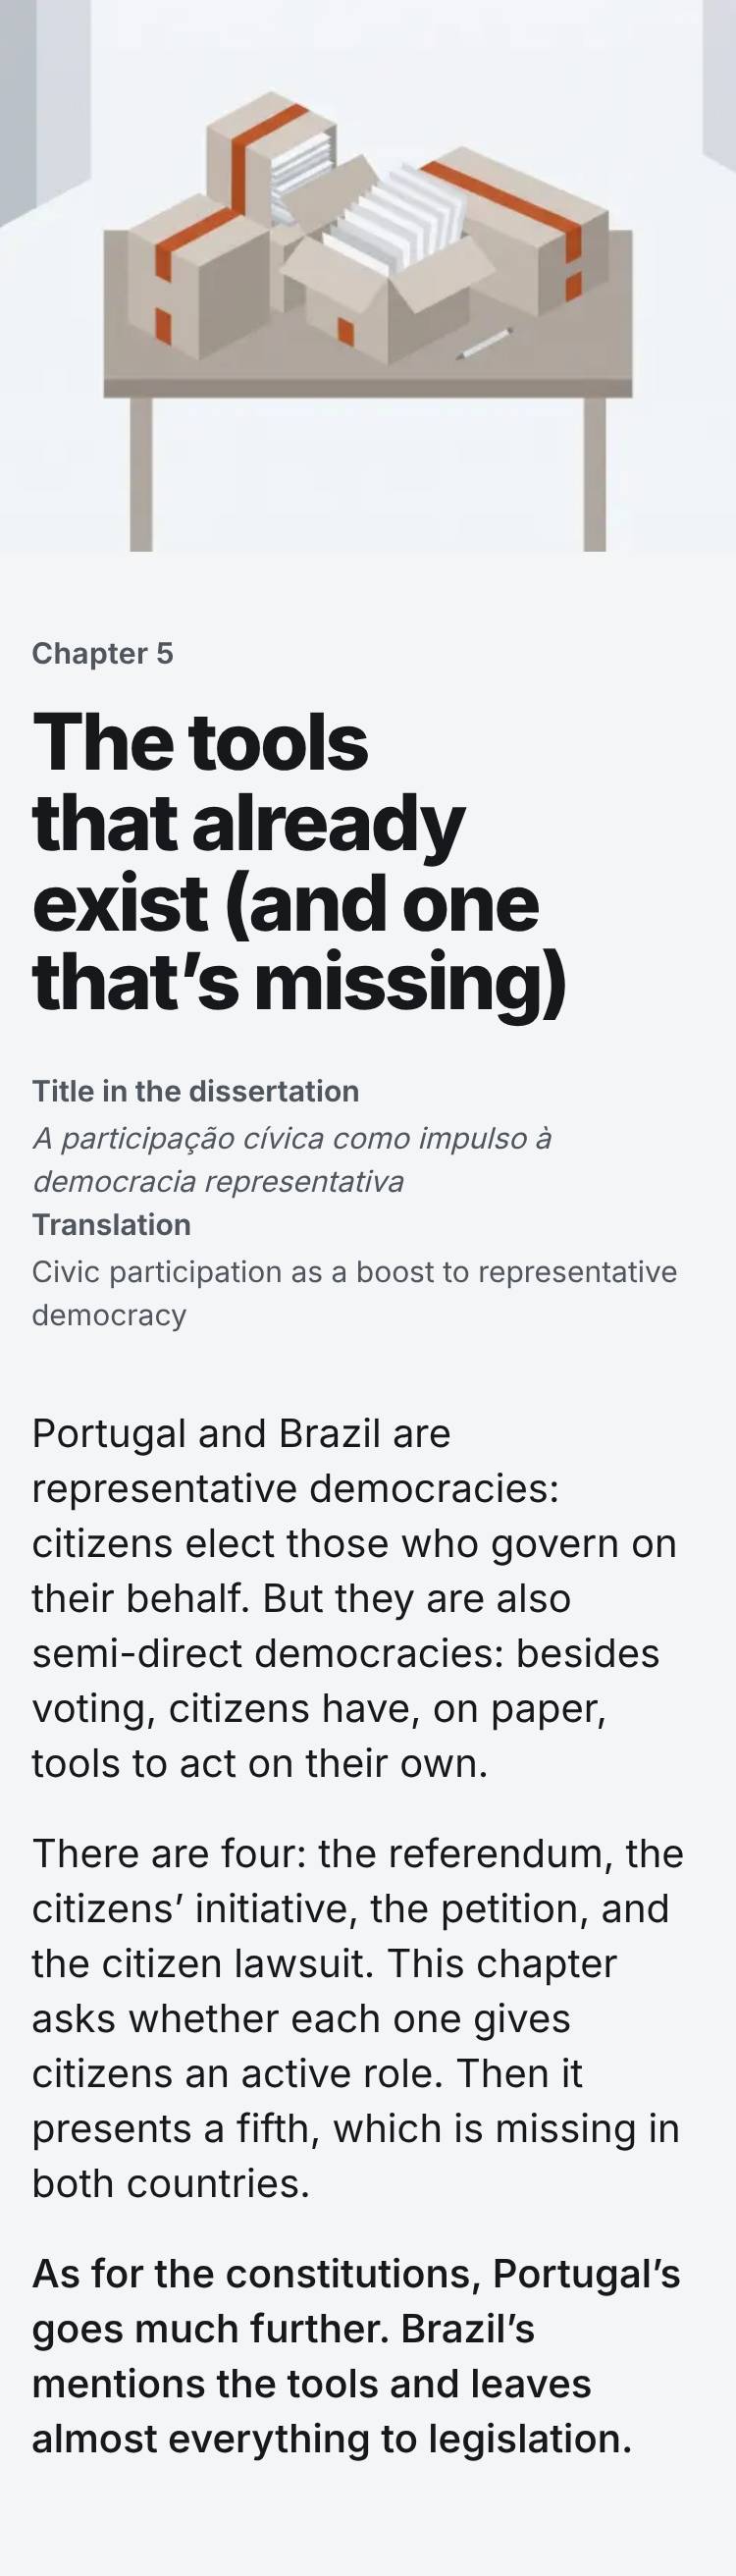 Chapter 5
The tools
that already
exist (and one
that’s missing)
Title in the dissertation
A participação cívica como impulso à
democracia representativa
Translation
Civic participation as a boost to representative
democracy
Portugal and Brazil are
representative democracies:
citizens elect those who govern on
their behalf. But they are also
semi-direct democracies: besides
voting, citizens have, on paper,
tools to act on their own.
There are four: the referendum, the
citizens’ initiative, the petition, and
the citizen lawsuit. This chapter
asks whether each one gives
citizens an active role. Then it
presents a fifth, which is missing in
both countries.
As for the constitutions, Portugal’s
goes much further. Brazil’s
mentions the tools and leaves
almost everything to legislation.